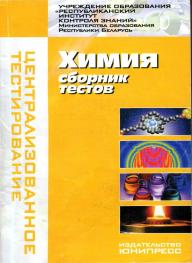 УЧРЕЖДЕНИЕ ОБРАЗОВАНИЯ
«РЕСПУБЛИКАНСКИЙ
ИНСТИТУТ
КОНТРОЛЯ ЗНАНИЙ»
МИНИСТЕРСТВА ОБРАЗОВАНИЯ
РЕСПУБЛИКИ БЕЛАРУСЬ
ХИМИЯ
СБОРНИК
ТЕСТОВ
ЦЕНТРАЛИЗОВАННОЕ
ТЕСТИРОВАНИЕ
ИЗДАТЕЛЬСТВО
ЮНИПРЕСС